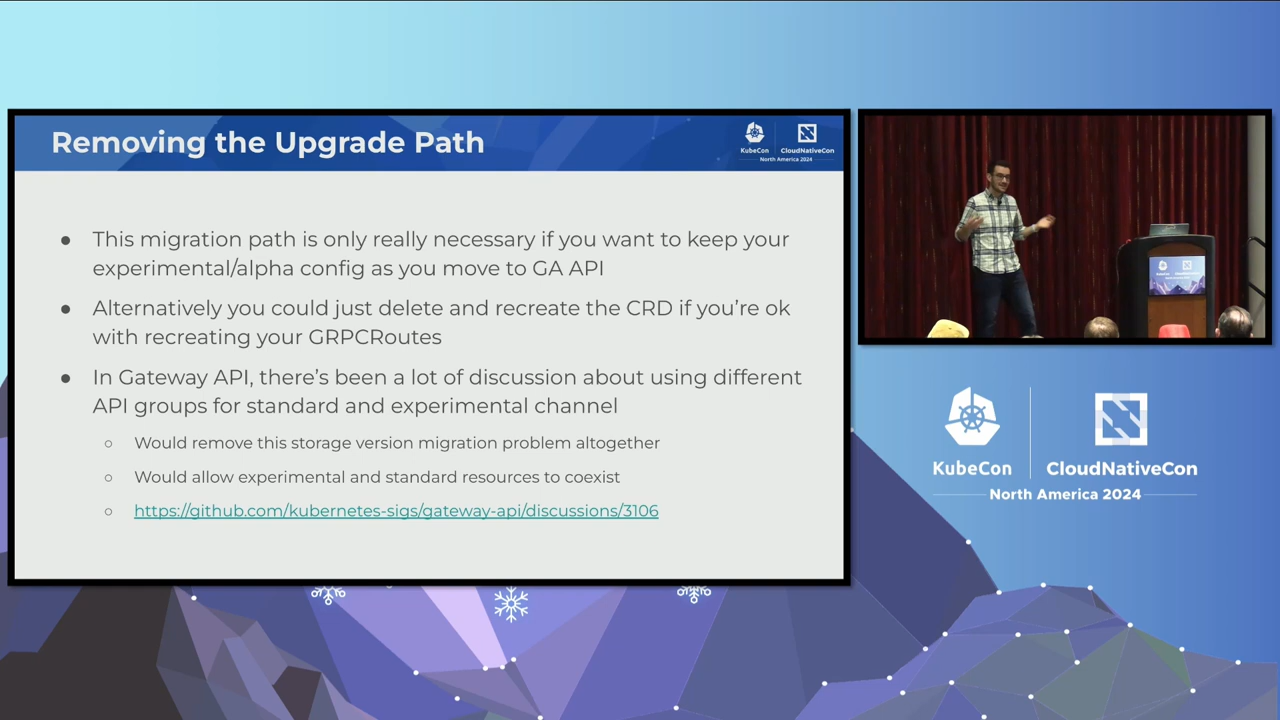 Removing the Upgrade Path
KubeCon
CloudNativeCon
North America 2024
● This migration path is only really necessary if you want to keep your
experimental/alpha config as you move to GA API
● Alternatively you could just delete and recreate the CRD if you’re ok
with recreating your GRPCRoutes
● In Gateway API, there’s been a lot of discussion about using different
API groups for standard and experimental channel
○ Would remove this storage version migration problem altogether
○ Would allow experimental and standard resources to coexist
○ https://github.com/kubernetes-sigs/gateway-api/discussions/3106
KubeCon
CloudNativeCon
North America 2024